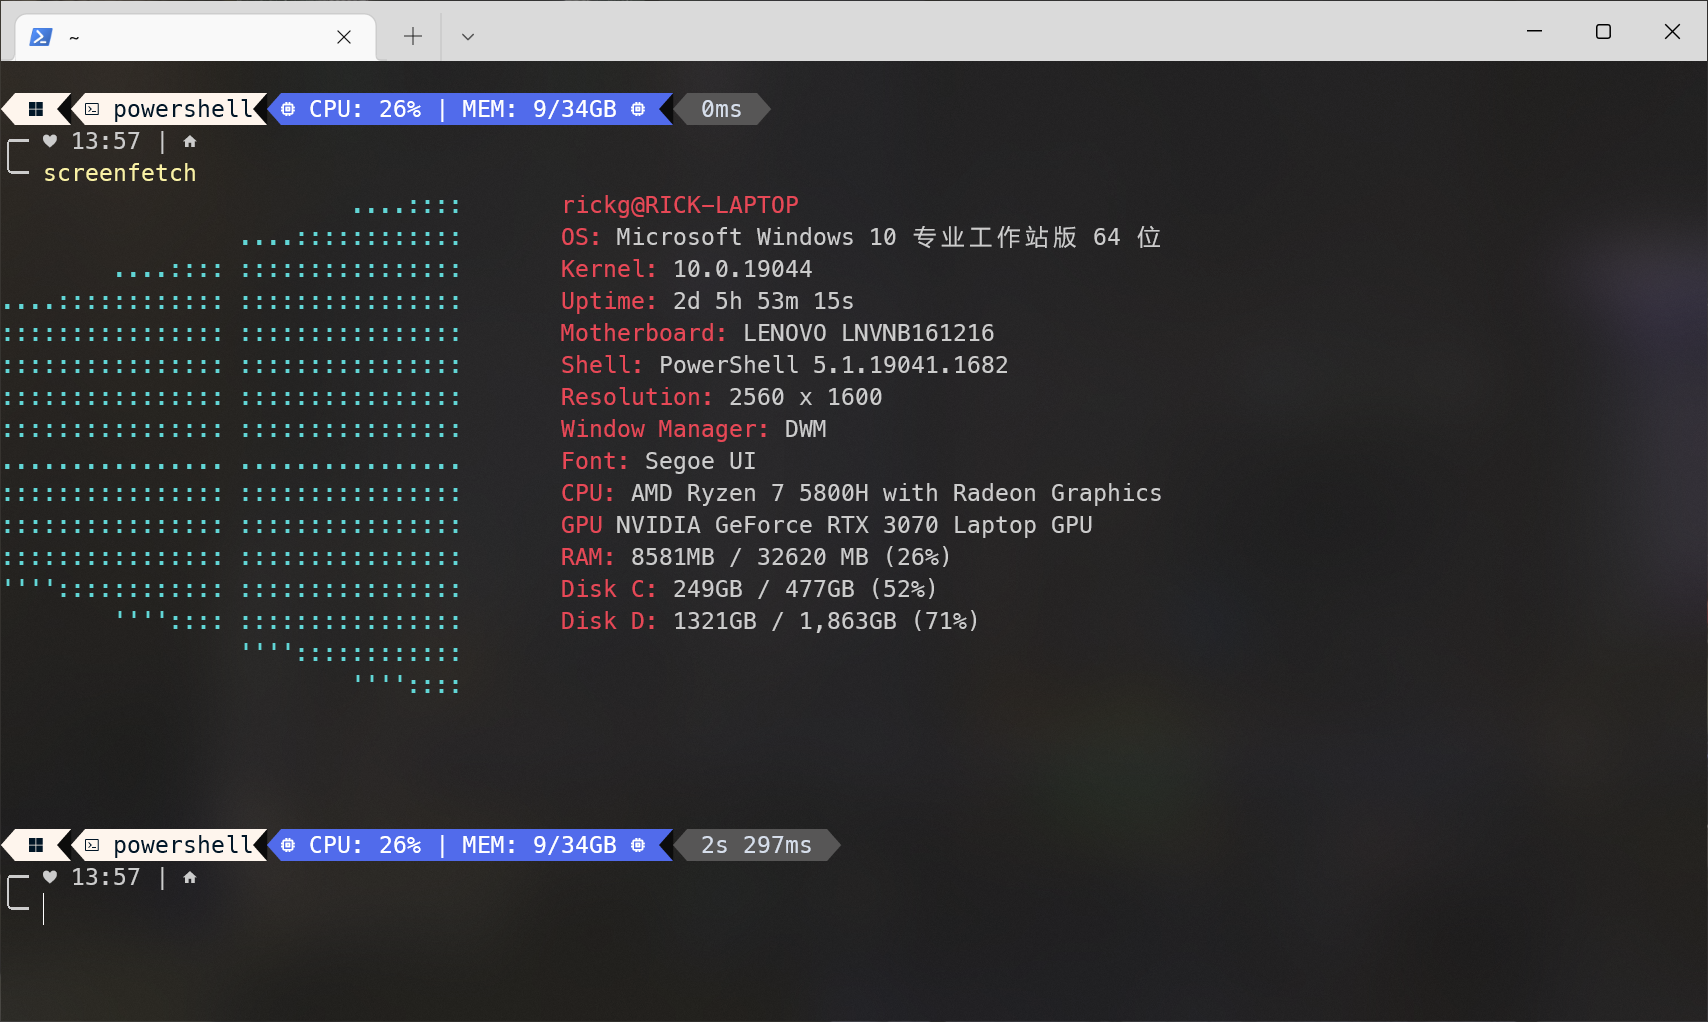 ~
powershell CPU: 26% | MEM: 9/34GB 0ms
13:57 |
screenfetch
....:::: rickg@RICK-LAPTOP
....:::::::::::: OS: Microsoft Windows 10 专业工作站版 64 位
....:::: :::::::::::::::: Kernel: 10.0.19044
....:::::::::::: :::::::::::::::: Uptime: 2d 5h 53m 15s
:::::::::::::::: :::::::::::::::: Motherboard: LENOVO LNVNB161216
:::::::::::::::: :::::::::::::::: Shell: PowerShell 5.1.19041.1682
:::::::::::::::: :::::::::::::::: Resolution: 2560 x 1600
:::::::::::::::: :::::::::::::::: Window Manager: DWM
................ ................ Font: Segoe UI
:::::::::::::::: :::::::::::::::: CPU: AMD Ryzen 7 5800H with Radeon Graphics
:::::::::::::::: :::::::::::::::: GPU NVIDIA GeForce RTX 3070 Laptop GPU
:::::::::::::::: :::::::::::::::: RAM: 8581MB / 32620 MB (26%)
'''':::::::::::: :::::::::::::::: Disk C: 249GB / 477GB (52%)
'''':::: :::::::::::::::: Disk D: 1321GB / 1,863GB (71%)
''''::::::::::::
''''::::
powershell CPU: 26% | MEM: 9/34GB 2s 297ms
13:57 |